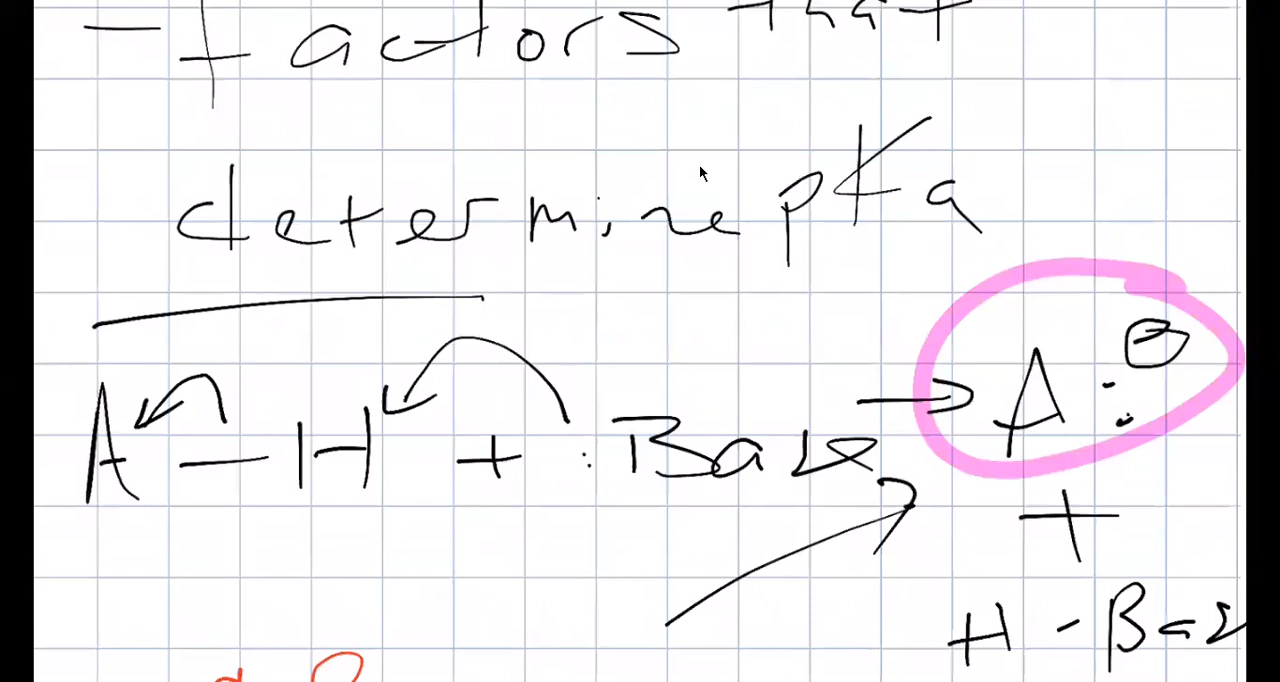 - factors that
determine pKa
A - H + :Base → A:⊖
+
H - Base